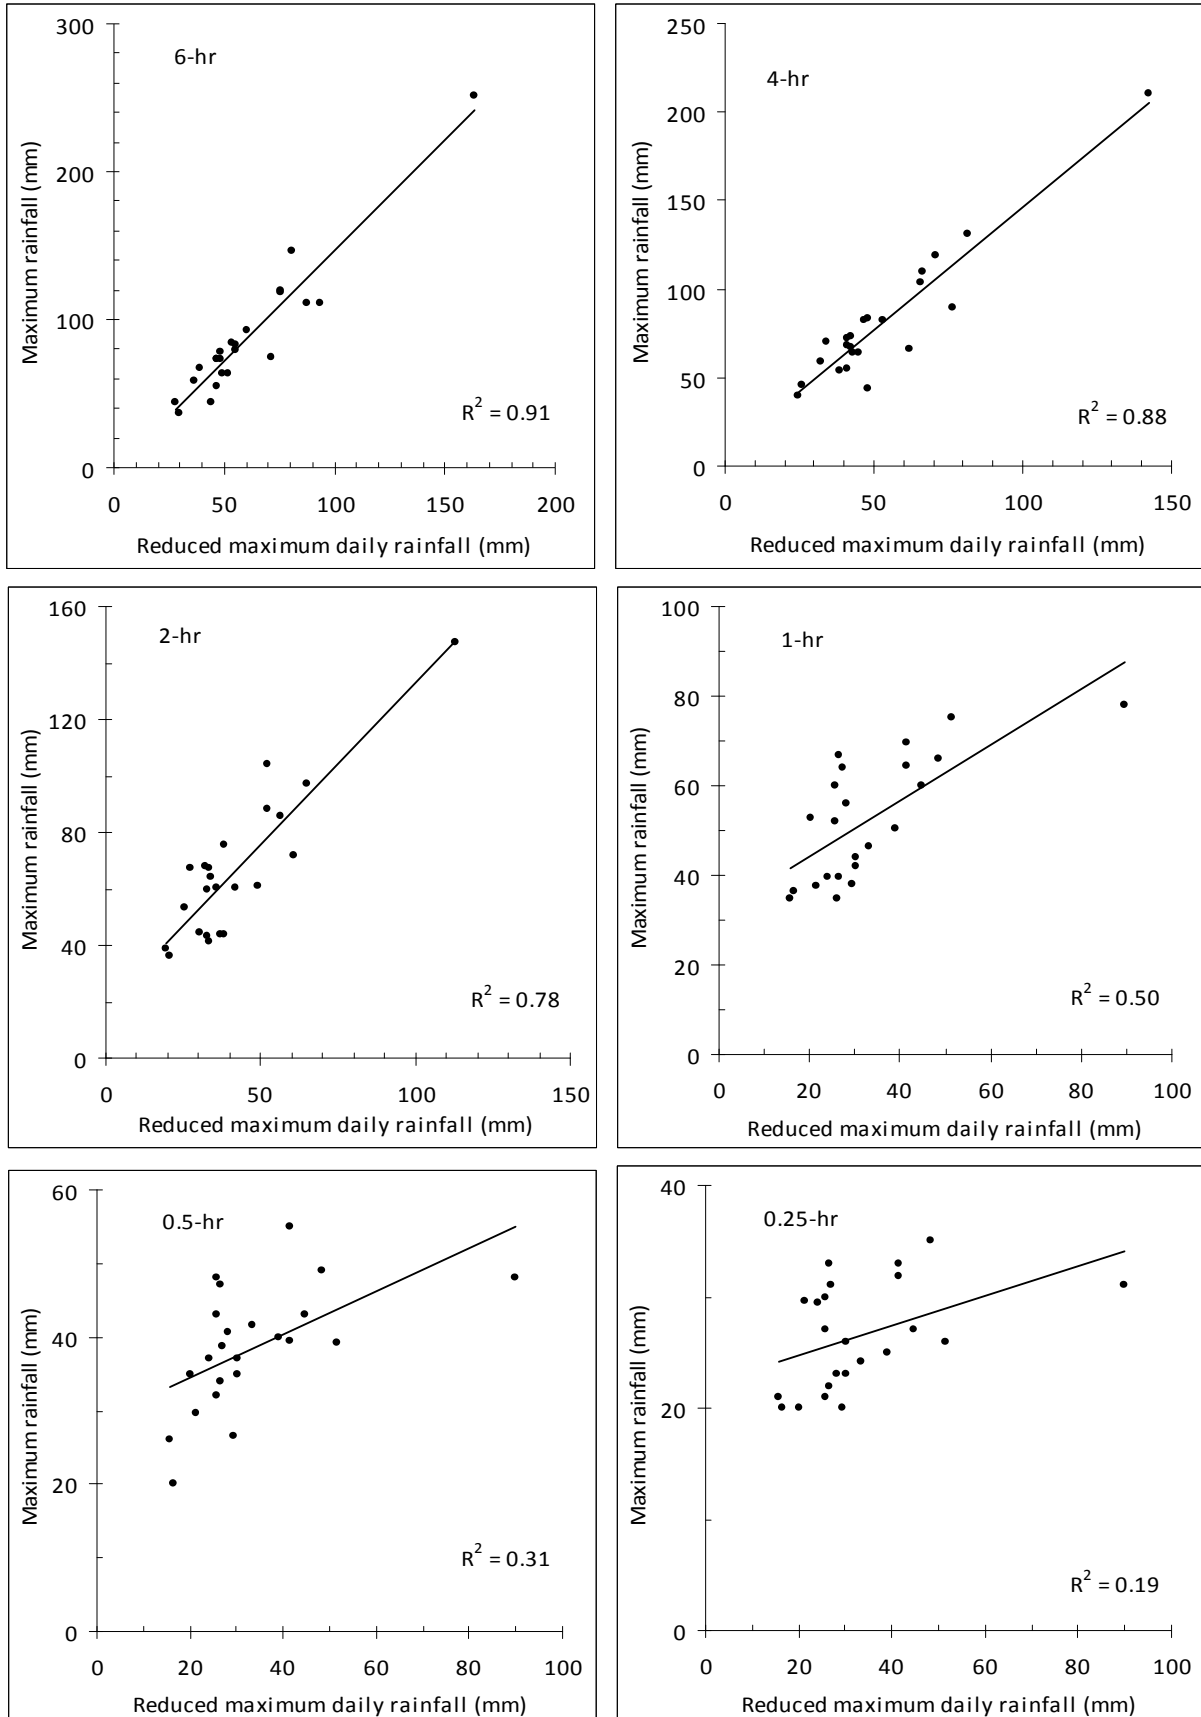 300
6-hr
Maximum rainfall (mm)
200
100
R² = 0.91
0
0 50 100 150 200
Reduced maximum daily rainfall (mm)
250
4-hr
200
Maximum rainfall (mm)
150
100
50
R² = 0.88
0
0 50 100 150
Reduced maximum daily rainfall (mm)
160
2-hr
120
Maximum rainfall (mm)
80
40
R² = 0.78
0
0 50 100 150
Reduced maximum daily rainfall (mm)
100
1-hr
80
Maximum rainfall (mm)
60
40
20
R² = 0.50
0
0 20 40 60 80 100
Reduced maximum daily rainfall (mm)
60
0.5-hr
40
Maximum rainfall (mm)
20
R² = 0.31
0
0 20 40 60 80 100
Reduced maximum daily rainfall (mm)
40
0.25-hr
Maximum rainfall (mm)
20
R² = 0.19
0
0 20 40 60 80 100
Reduced maximum daily rainfall (mm)